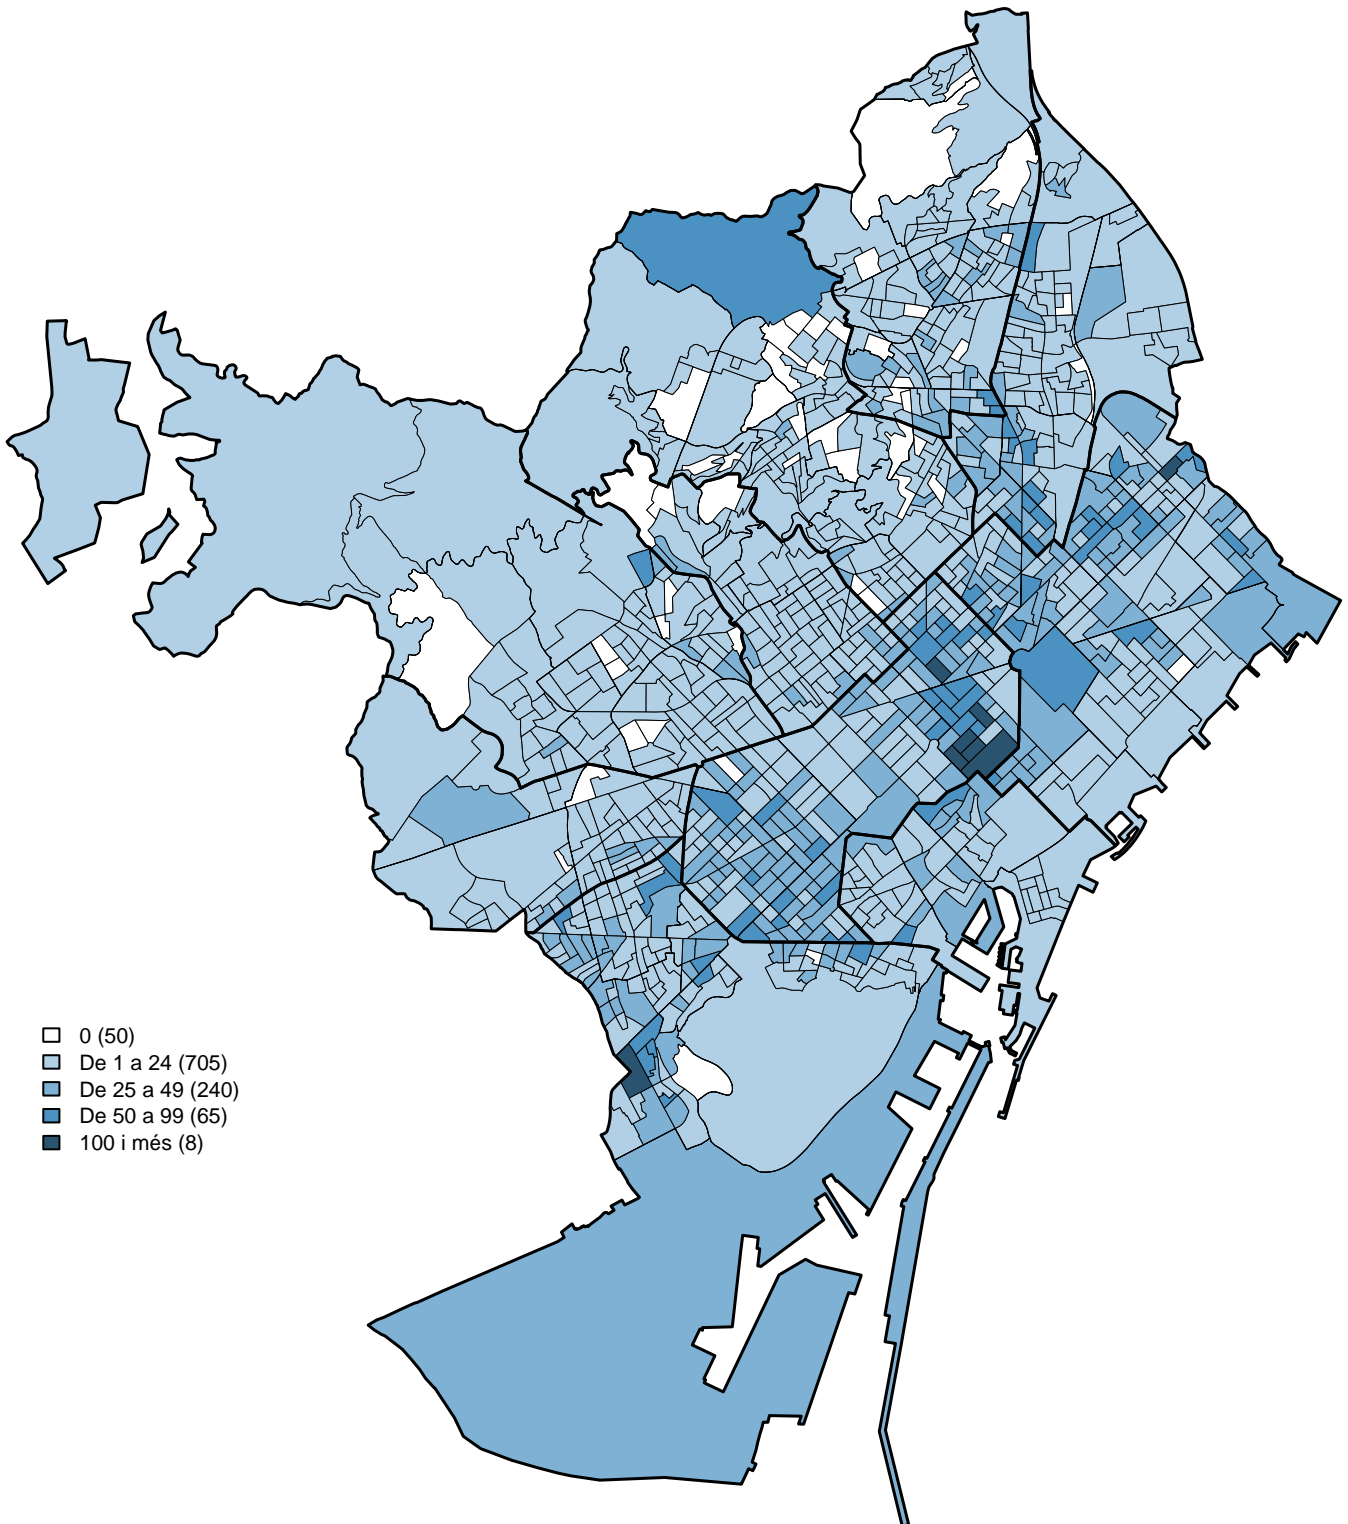 0 (50)
De 1 a 24 (705)
De 25 a 49 (240)
De 50 a 99 (65)
100 i més (8)